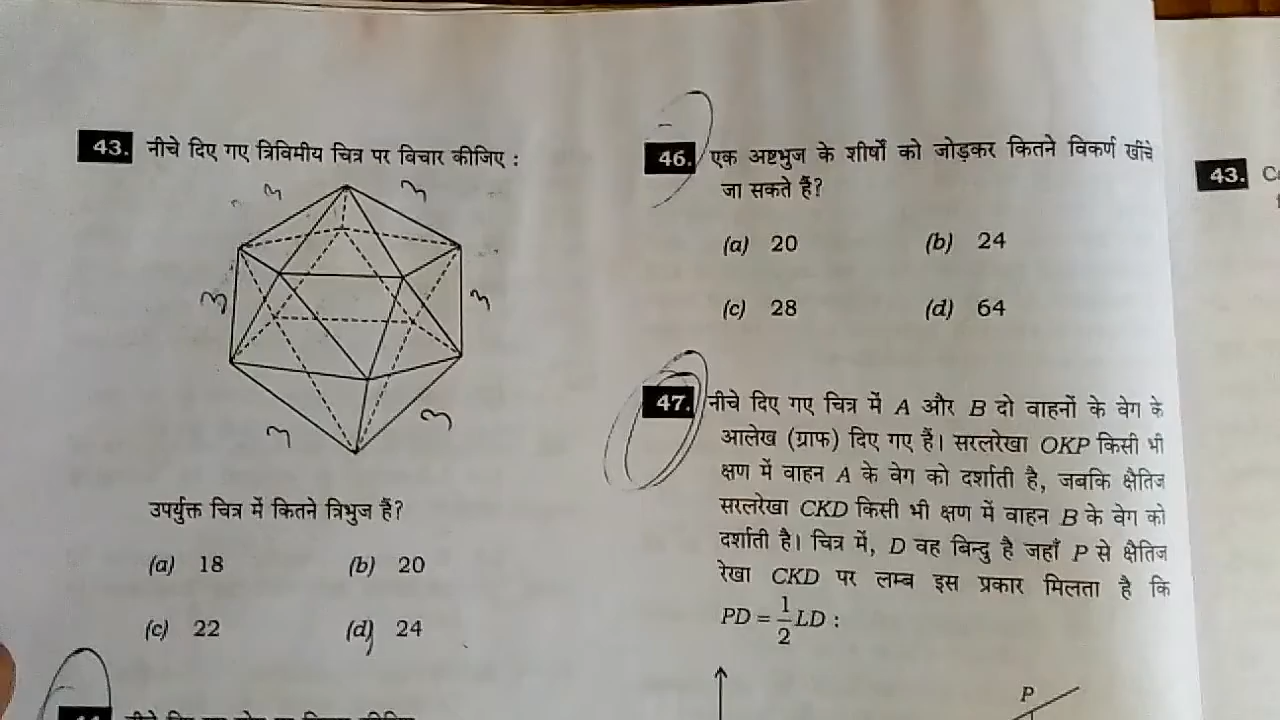 43. नीचे दिए गए त्रिविमीय चित्र पर विचार कीजिए :
उपर्युक्त चित्र में कितने त्रिभुज हैं?
(a) 18 (b) 20
(c) 22 (d) 24
46. एक अष्टभुज के शीर्षों को जोड़कर कितने विकर्ण खींचे
जा सकते हैं?
(a) 20 (b) 24
(c) 28 (d) 64
47. नीचे दिए गए चित्र में A और B दो वाहनों के वेग के
आलेख (ग्राफ) दिए गए हैं। सरलरेखा OKP किसी भी
क्षण में वाहन A के वेग को दर्शाती है, जबकि क्षैतिज
सरलरेखा CKD किसी भी क्षण में वाहन B के वेग को
दर्शाती है। चित्र में, D वह बिन्दु है जहाँ P से क्षैतिज
रेखा CKD पर लम्ब इस प्रकार मिलता है कि
PD = 1/2 LD :
P
43.